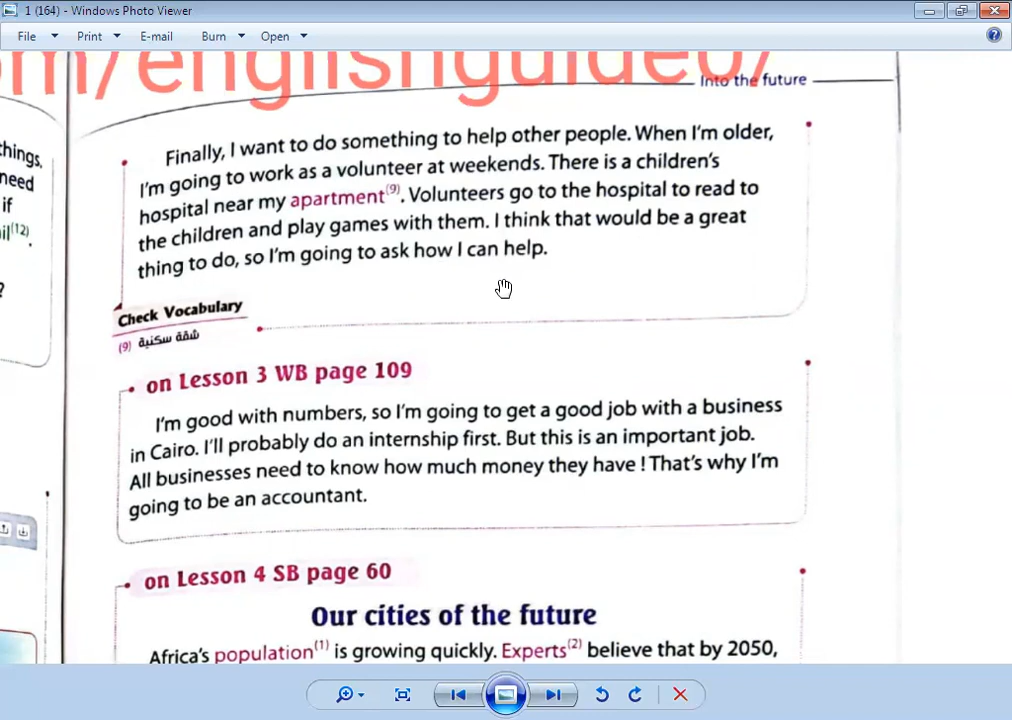 1 (164) - Windows Photo Viewer
File Print E-mail Burn Open
om/englishguide6/
Into the future
things,
need
if
il(12).
?
Finally, I want to do something to help other people. When I'm older,
I'm going to work as a volunteer at weekends. There is a children's
hospital near my apartment(9). Volunteers go to the hospital to read to
the children and play games with them. I think that would be a great
thing to do, so I'm going to ask how I can help.
Check Vocabulary
(9) شقة سكنية
on Lesson 3 WB page 109
I'm good with numbers, so I'm going to get a good job with a business
in Cairo. I'll probably do an internship first. But this is an important job.
All businesses need to know how much money they have ! That's why I'm
going to be an accountant.
on Lesson 4 SB page 60
Our cities of the future
Africa's population(1) is growing quickly. Experts(2) believe that by 2050,